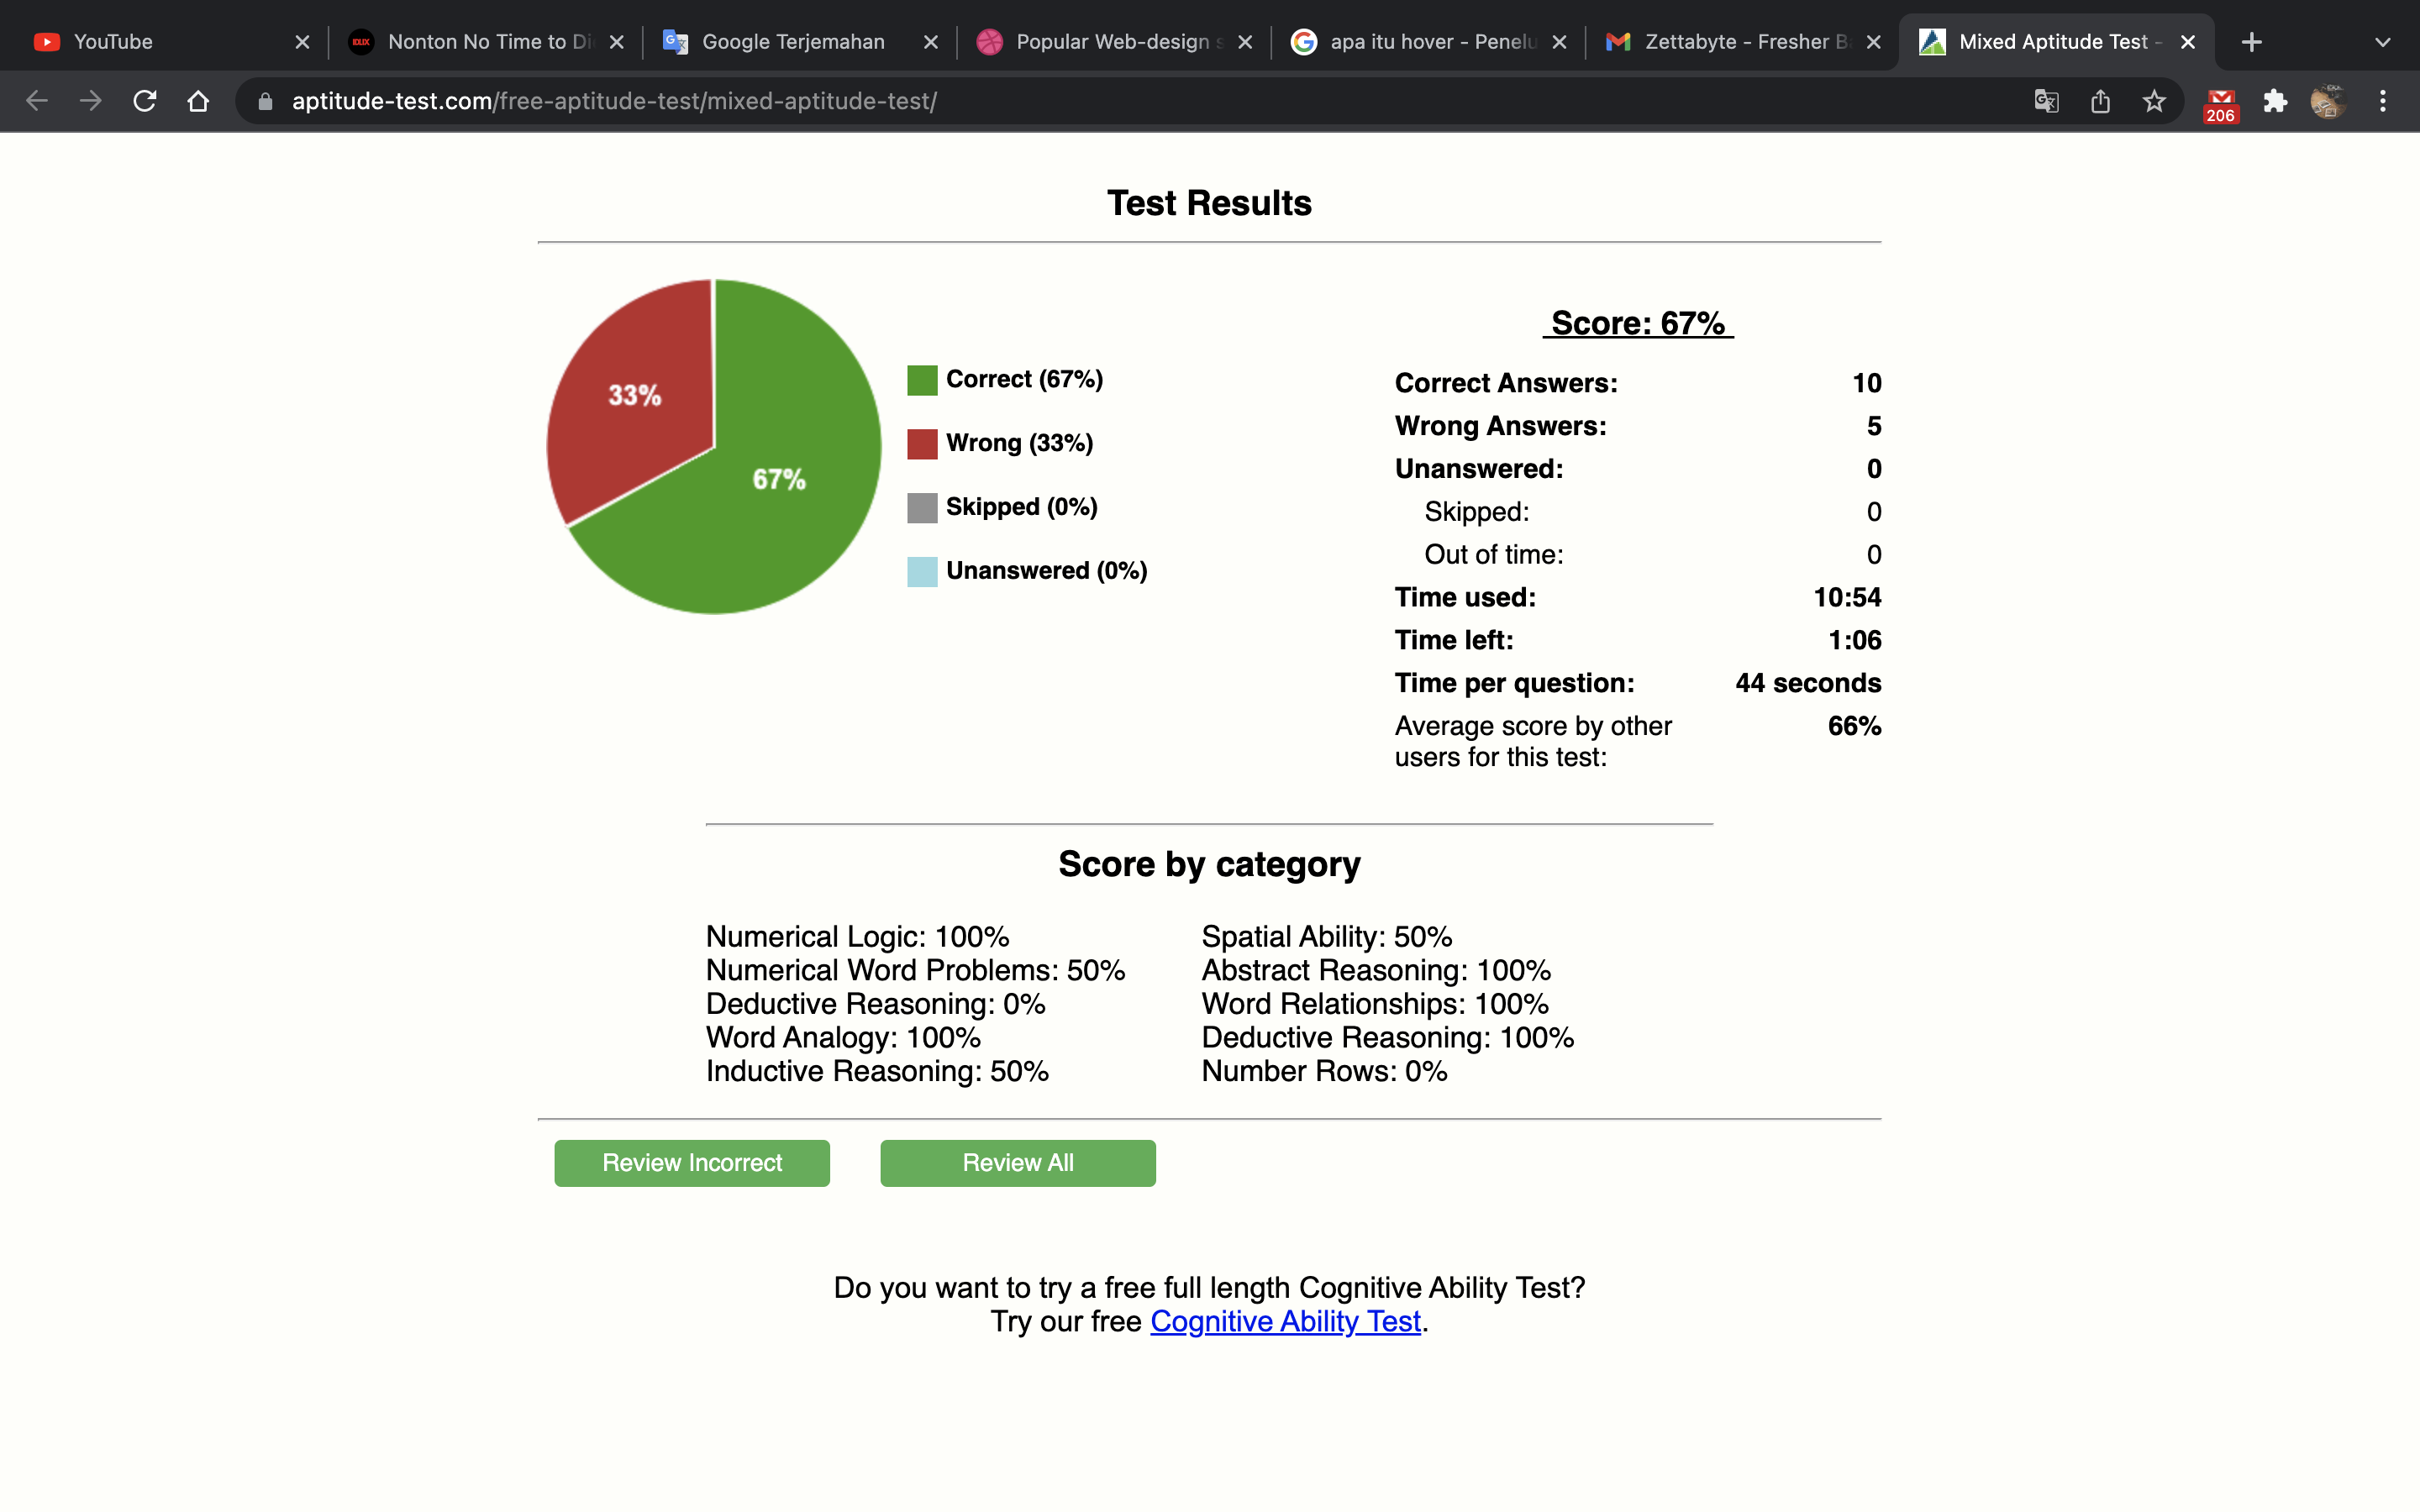 YouTube
Nonton No Time to Di
Google Terjemahan
Popular Web-design s
apa itu hover - Penelu
Zettabyte - Fresher B
Mixed Aptitude Test -
aptitude-test.com/free-aptitude-test/mixed-aptitude-test/
206
Test Results
33%
67%
Correct (67%)
Wrong (33%)
Skipped (0%)
Unanswered (0%)
Score: 67%
Correct Answers: 10
Wrong Answers: 5
Unanswered: 0
Skipped: 0
Out of time: 0
Time used: 10:54
Time left: 1:06
Time per question: 44 seconds
Average score by other 66%
users for this test:
Score by category
Numerical Logic: 100%
Numerical Word Problems: 50%
Deductive Reasoning: 0%
Word Analogy: 100%
Inductive Reasoning: 50%
Spatial Ability: 50%
Abstract Reasoning: 100%
Word Relationships: 100%
Deductive Reasoning: 100%
Number Rows: 0%
Review Incorrect
Review All
Do you want to try a free full length Cognitive Ability Test?
Try our free Cognitive Ability Test.